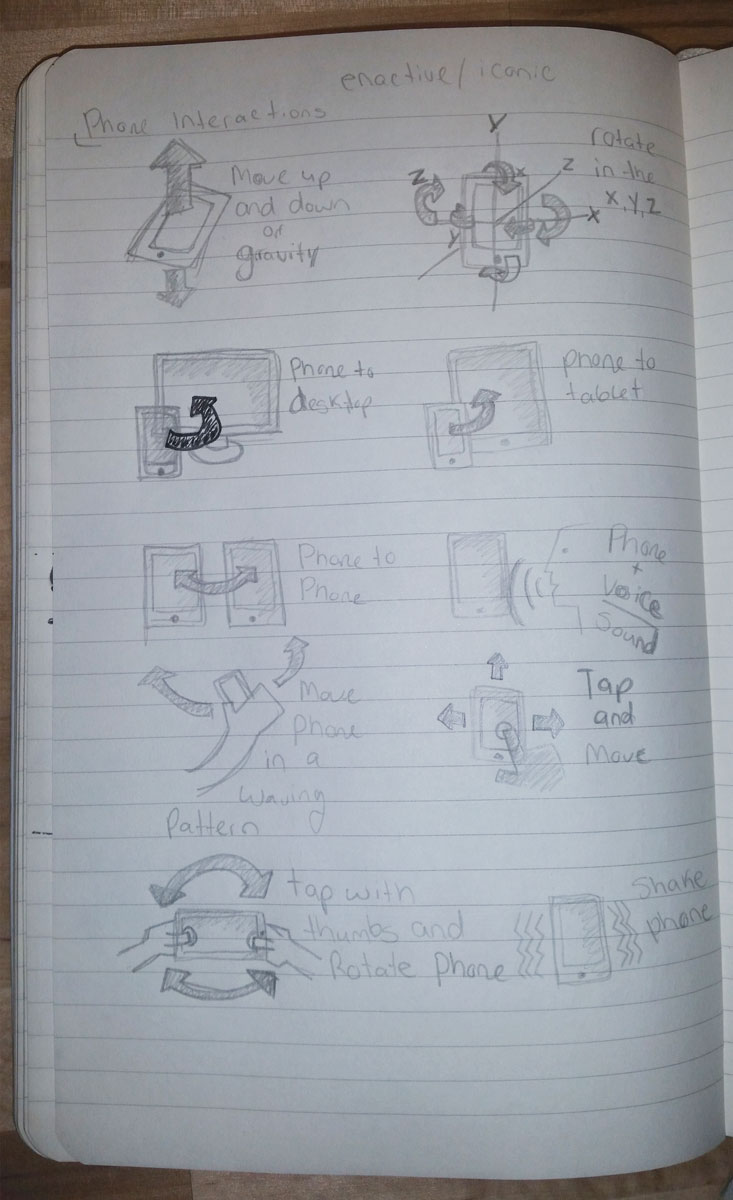 enactive/iconic
Phone Interactions
Move up
and down
or
gravity
Y
Z
Z
X
Y
X
rotate
in the
X,Y,Z
Phone to
desktop
phone to
tablet
Phone to
Phone
Phone
+
Voice
Sound
Move
phone
in a
waving
Pattern
Tap
and
Move
tap with
thumbs and
Rotate Phone
Shake
phone